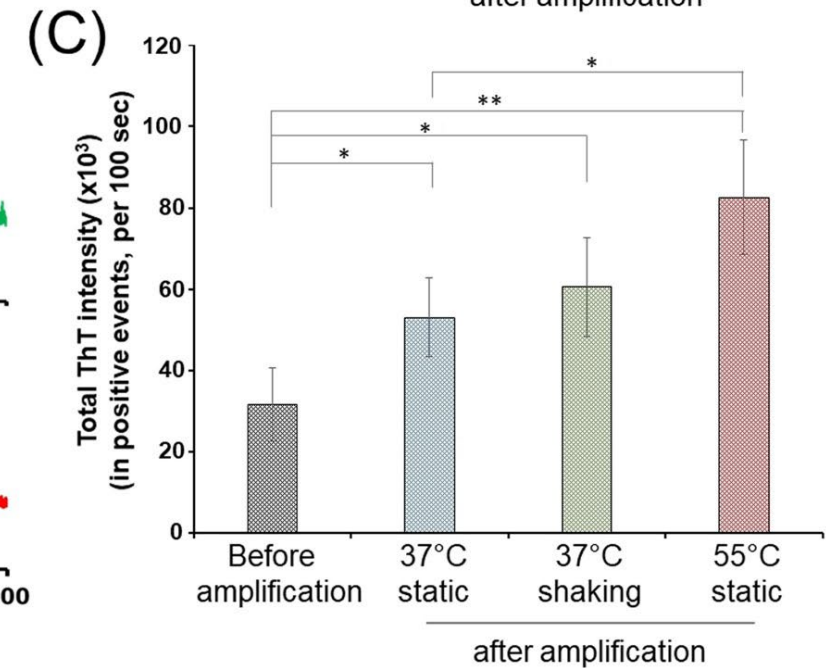 after amplification
(C)
Total ThT intensity (x10³)
(in positive events, per 100 sec)
120
100
80
60
40
20
0
*
**
*
*
Before amplification
37°C static
37°C shaking
55°C static
after amplification
00